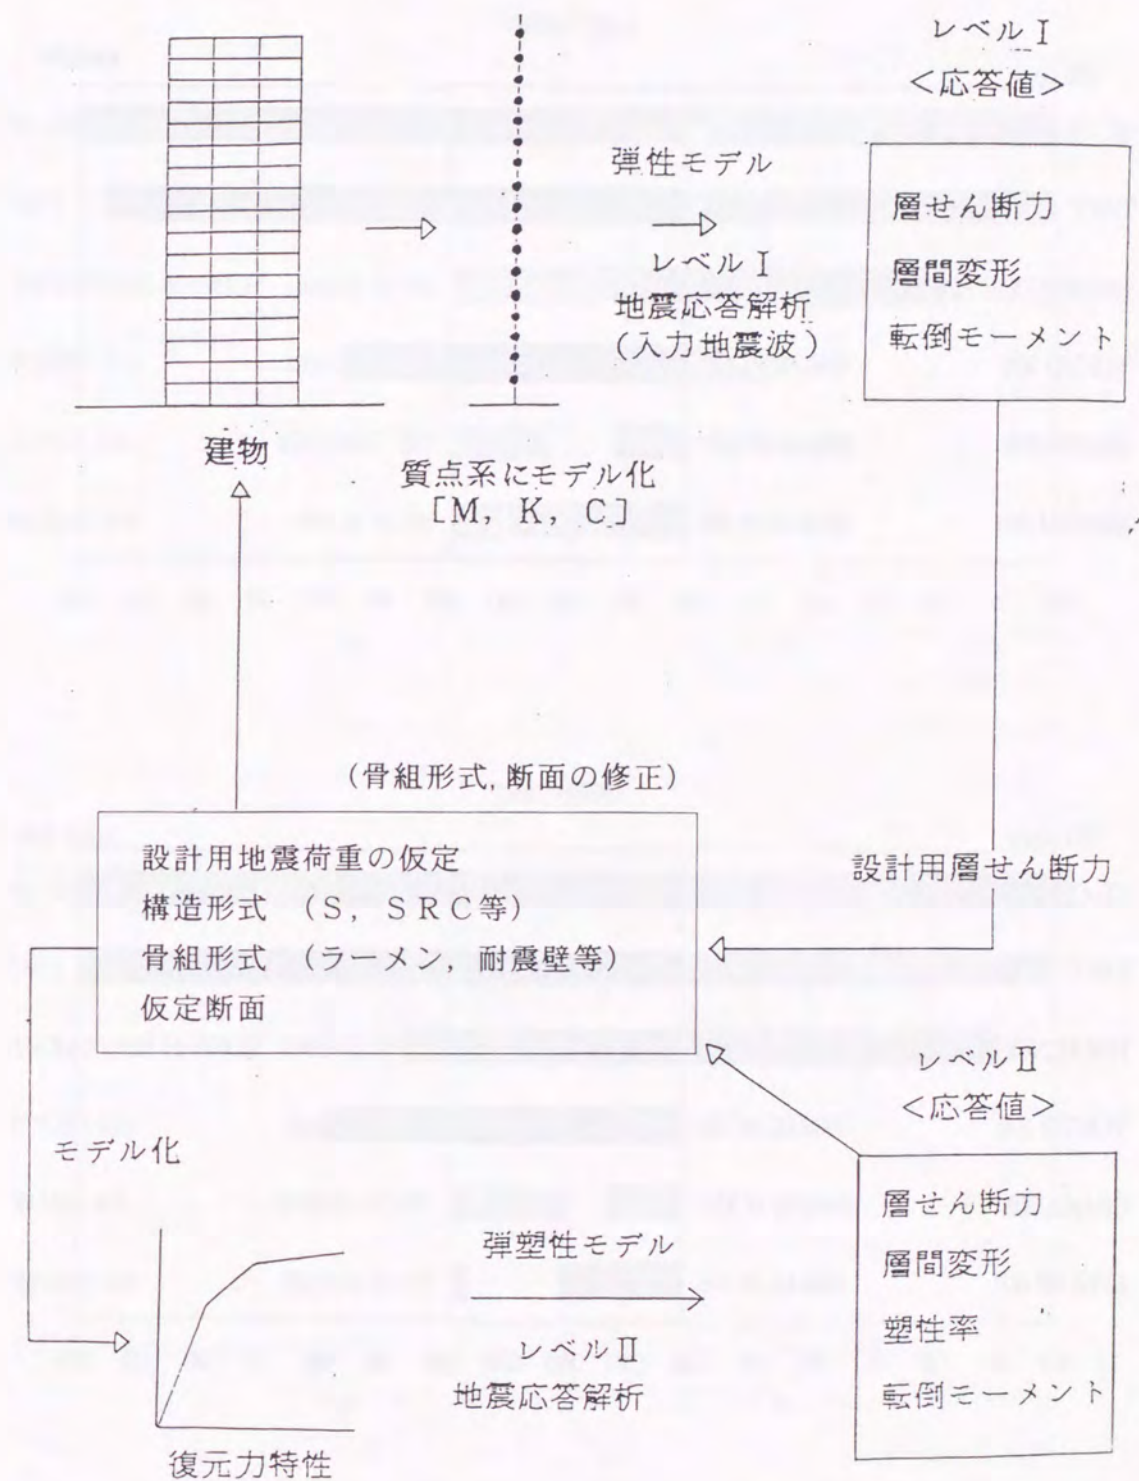 レベルⅠ
<応答値>
弾性モデル
レベルⅠ
地震応答解析
(入力地震波)
層せん断力
層間変形
転倒モーメント
建物
質点系にモデル化
[M, K, C]
(骨組形式, 断面の修正)
設計用地震荷重の仮定
構造形式 (S, SRC等)
骨組形式 (ラーメン, 耐震壁等)
仮定断面
設計用層せん断力
レベルⅡ
<応答値>
モデル化
弾塑性モデル
レベルⅡ
地震応答解析
層せん断力
層間変形
塑性率
転倒モーメント
復元力特性